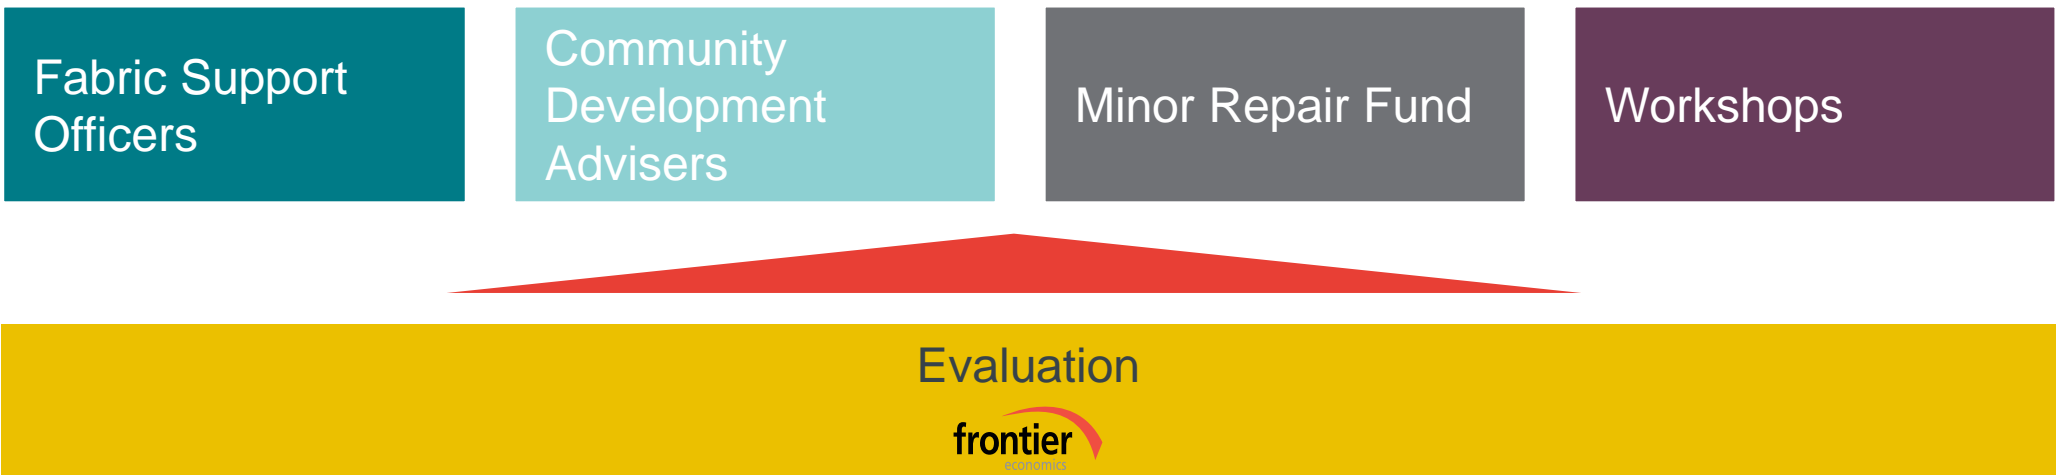 Fabric Support
Officers
Community
Development
Advisers
Minor Repair Fund
Workshops
Evaluation
frontier
economics